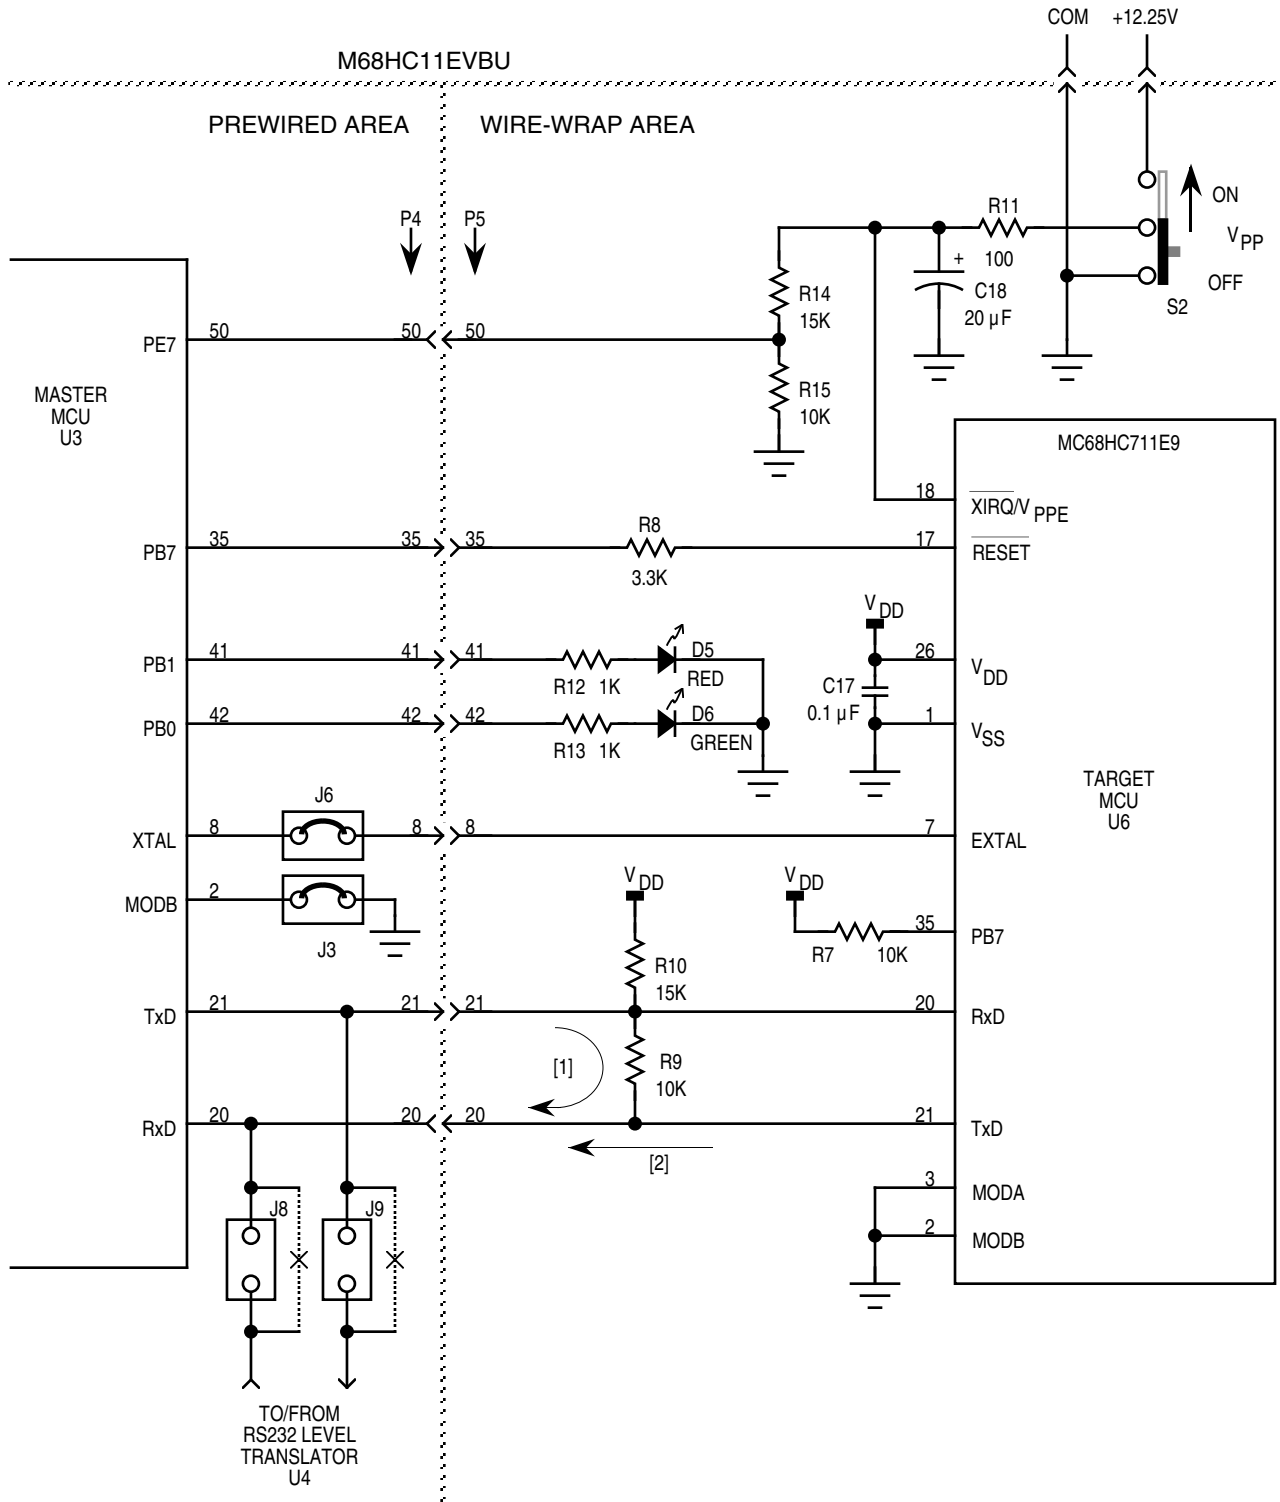 COM +12.25V
M68HC11EVBU
PREWIRED AREA WIRE-WRAP AREA
P4 P5
R11
100
+
C18
20 µF
ON
VPP
OFF
S2
R14
15K
PE7 50 50 50
R15
10K
MASTER
MCU
U3
MC68HC711E9
18 XIRQ/VPPE
R8
PB7 35 35 35 17 RESET
3.3K
VDD
PB1 41 41 41 D5 26 VDD
R12 1K RED
C17
0.1 µF
PB0 42 42 42 D6 1 VSS
R13 1K GREEN
TARGET
MCU
U6
J6
XTAL 8 8 8 7 EXTAL
VDD VDD
MODB 2
J3
35 PB7
R7 10K
R10
15K
TxD 21 21 21 20 RxD
[1]
R9
10K
RxD 20 20 20 21 TxD
[2]
3 MODA
J8 J9
2 MODB
TO/FROM
RS232 LEVEL
TRANSLATOR
U4